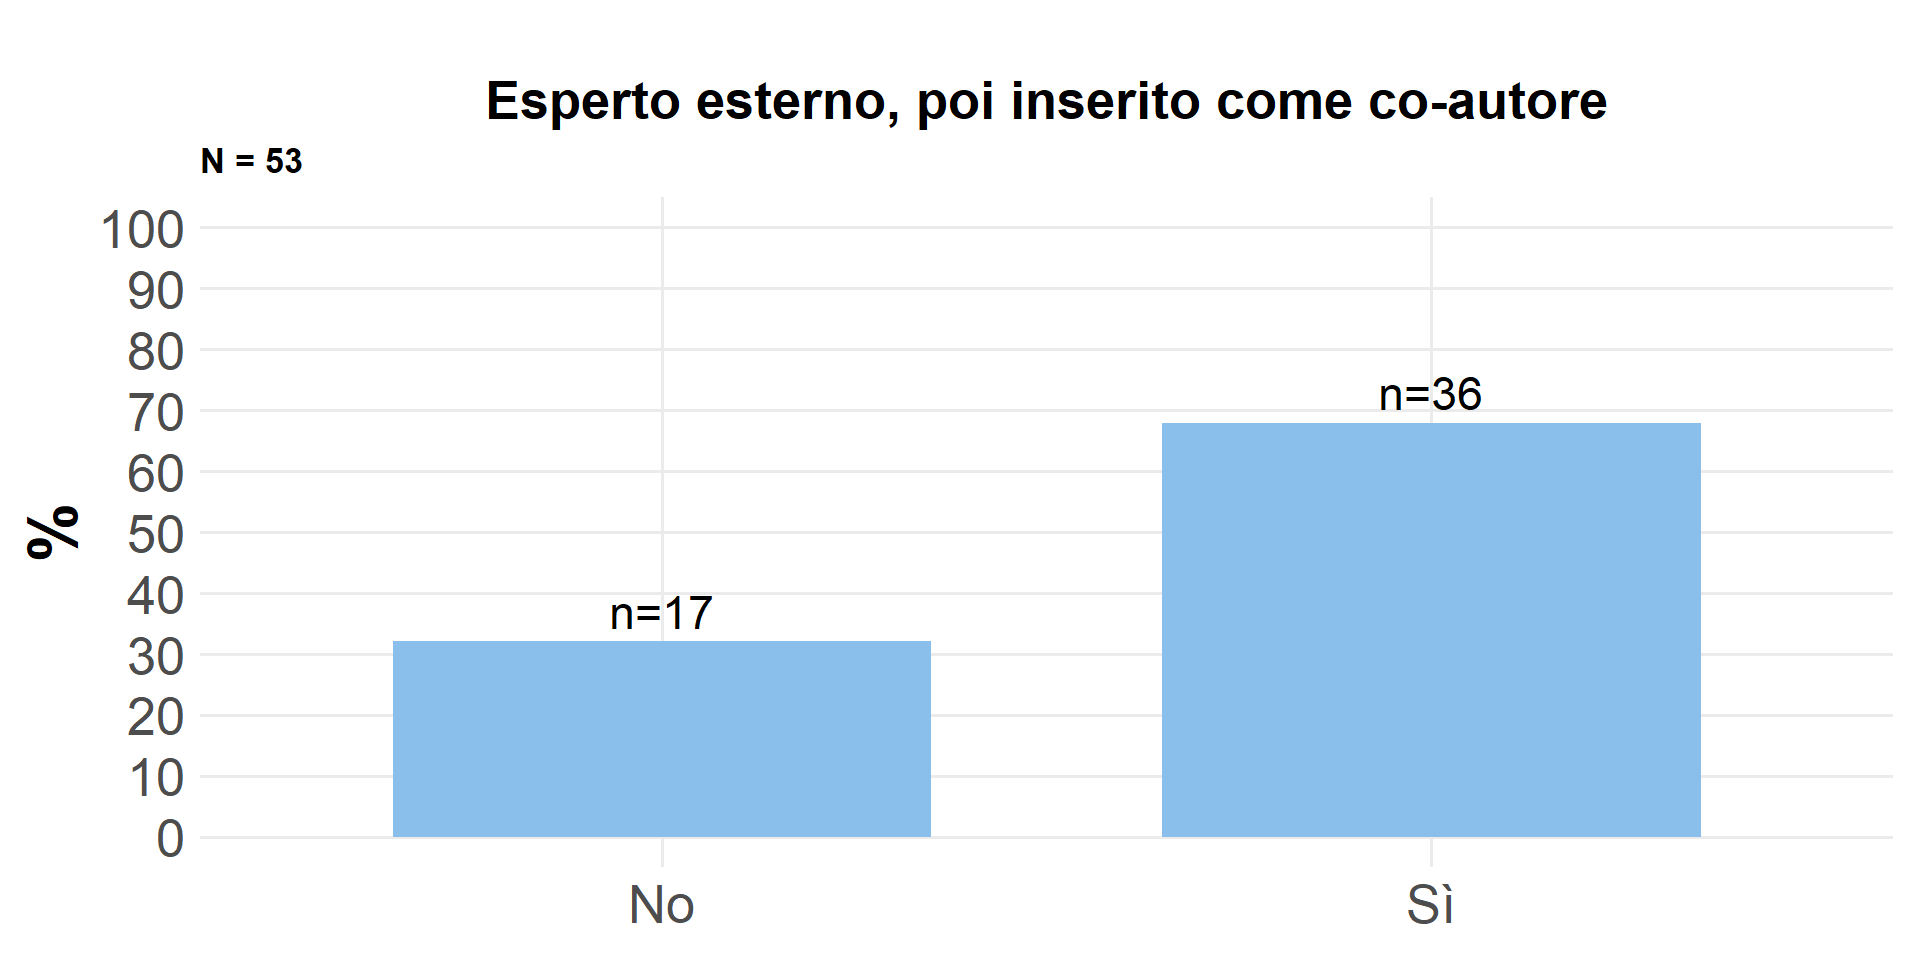 Esperto esterno, poi inserito come co-autore
N = 53
100
90
80
70
60
50
40
30
20
10
0
%
n=17
n=36
No
Sì